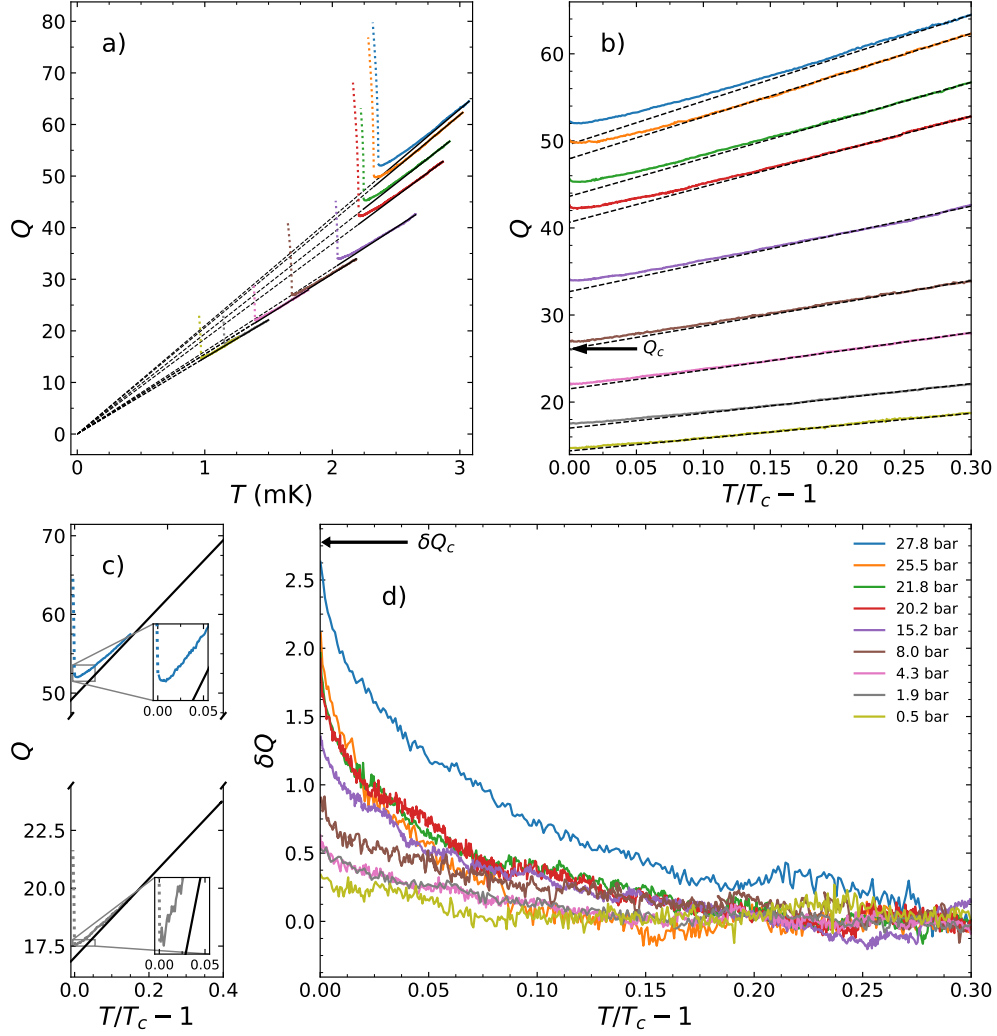 a)
80
70
60
50
40
30
20
10
0
Q
0
1
2
3
T (mK)
b)
60
50
40
30
20
Q
Q_c
0.00
0.05
0.10
0.15
0.20
0.25
0.30
T/T_c − 1
c)
70
65
60
55
50
0.00
0.05
Q
22.5
20.0
17.5
0.00
0.05
0.0
0.2
0.4
T/T_c − 1
d)
δQ_c
2.5
2.0
1.5
1.0
0.5
0.0
δQ
27.8 bar
25.5 bar
21.8 bar
20.2 bar
15.2 bar
8.0 bar
4.3 bar
1.9 bar
0.5 bar
0.00
0.05
0.10
0.15
0.20
0.25
0.30
T/T_c − 1